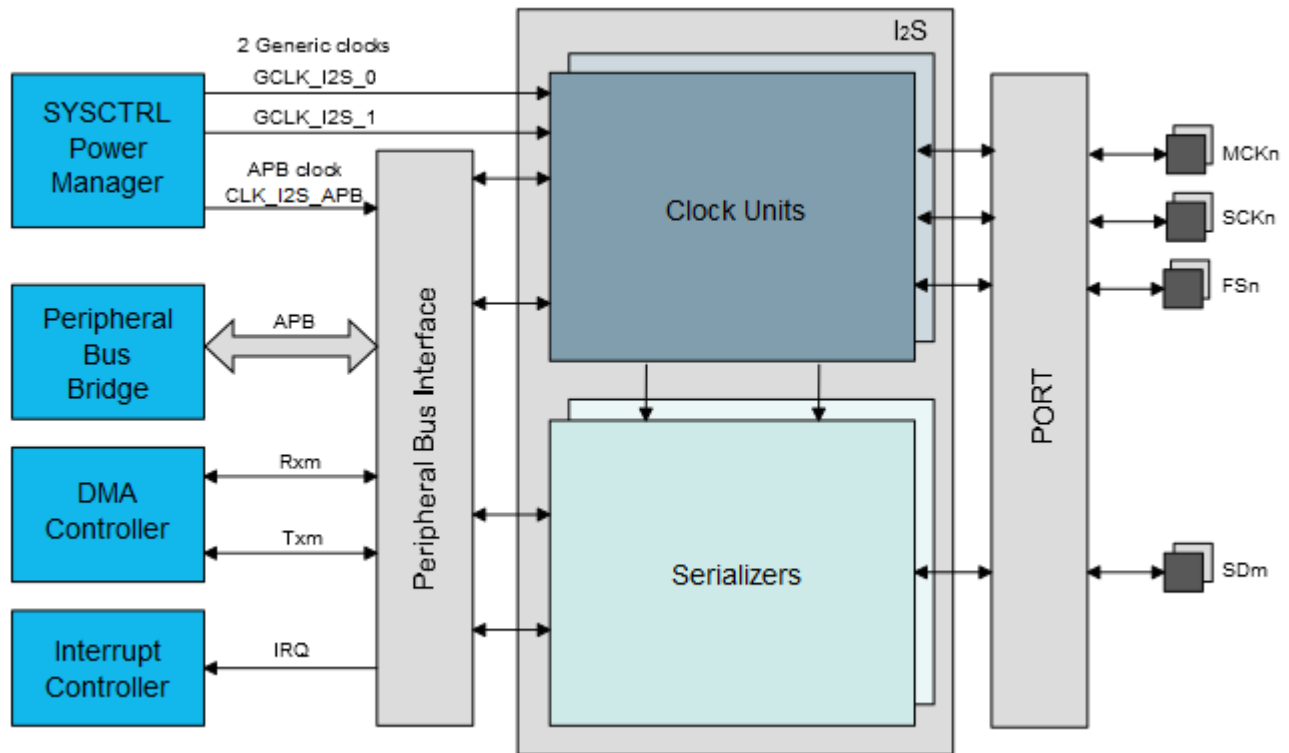 I2S
2 Generic clocks
GCLK_I2S_0
GCLK_I2S_1
SYSCTRL
Power
Manager
APB clock
CLK_I2S_APB
Peripheral
Bus
Bridge
APB
DMA
Controller
Rxm
Txm
Interrupt
Controller
IRQ
Peripheral Bus Interface
Clock Units
Serializers
PORT
MCKn
SCKn
FSn
SDm